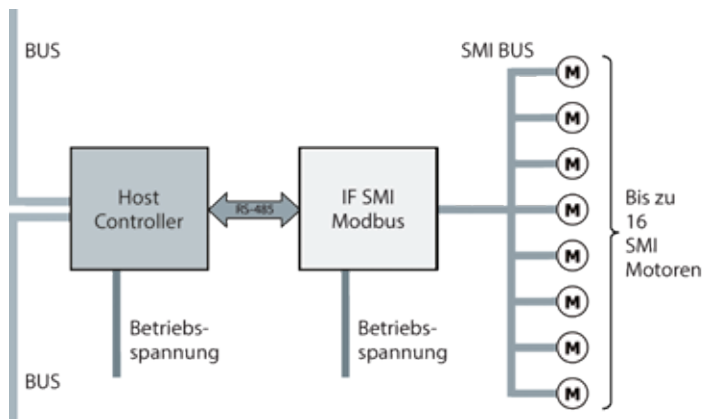 BUS
SMI BUS
M
M
M
M
M
M
M
M
Host
Controller
RS-485
IF SMI
Modbus
Bis zu
16
SMI
Motoren
Betriebs-
spannung
Betriebs-
spannung
BUS